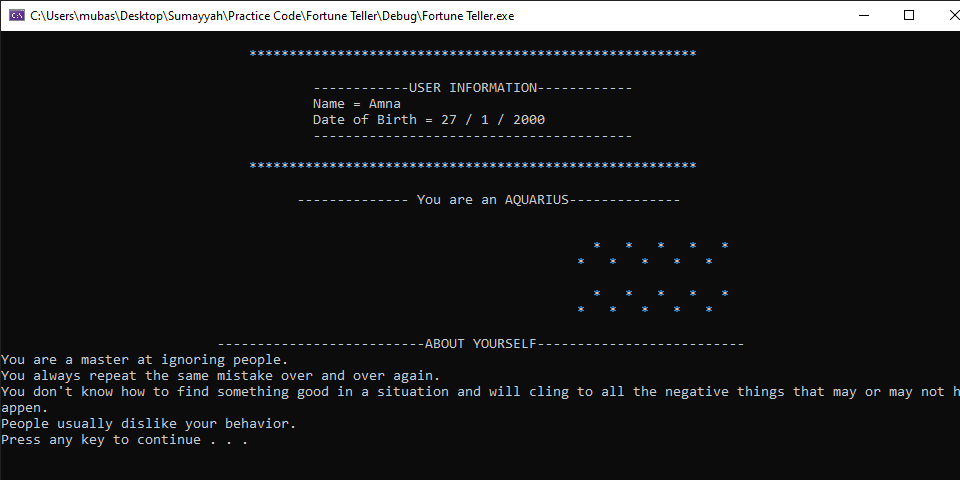 C:\Users\mubas\Desktop\Sumayyah\Practice Code\Fortune Teller\Debug\Fortune Teller.exe
********************************************************
------------USER INFORMATION------------
Name = Amna
Date of Birth = 27 / 1 / 2000
----------------------------------------
********************************************************
-------------- You are an AQUARIUS--------------
*   *   *   *   *
*   *   *   *   *
*   *   *   *   *
*   *   *   *   *
--------------------------ABOUT YOURSELF--------------------------
You are a master at ignoring people.
You always repeat the same mistake over and over again.
You don't know how to find something good in a situation and will cling to all the negative things that may or may not h
appen.
People usually dislike your behavior.
Press any key to continue . . .